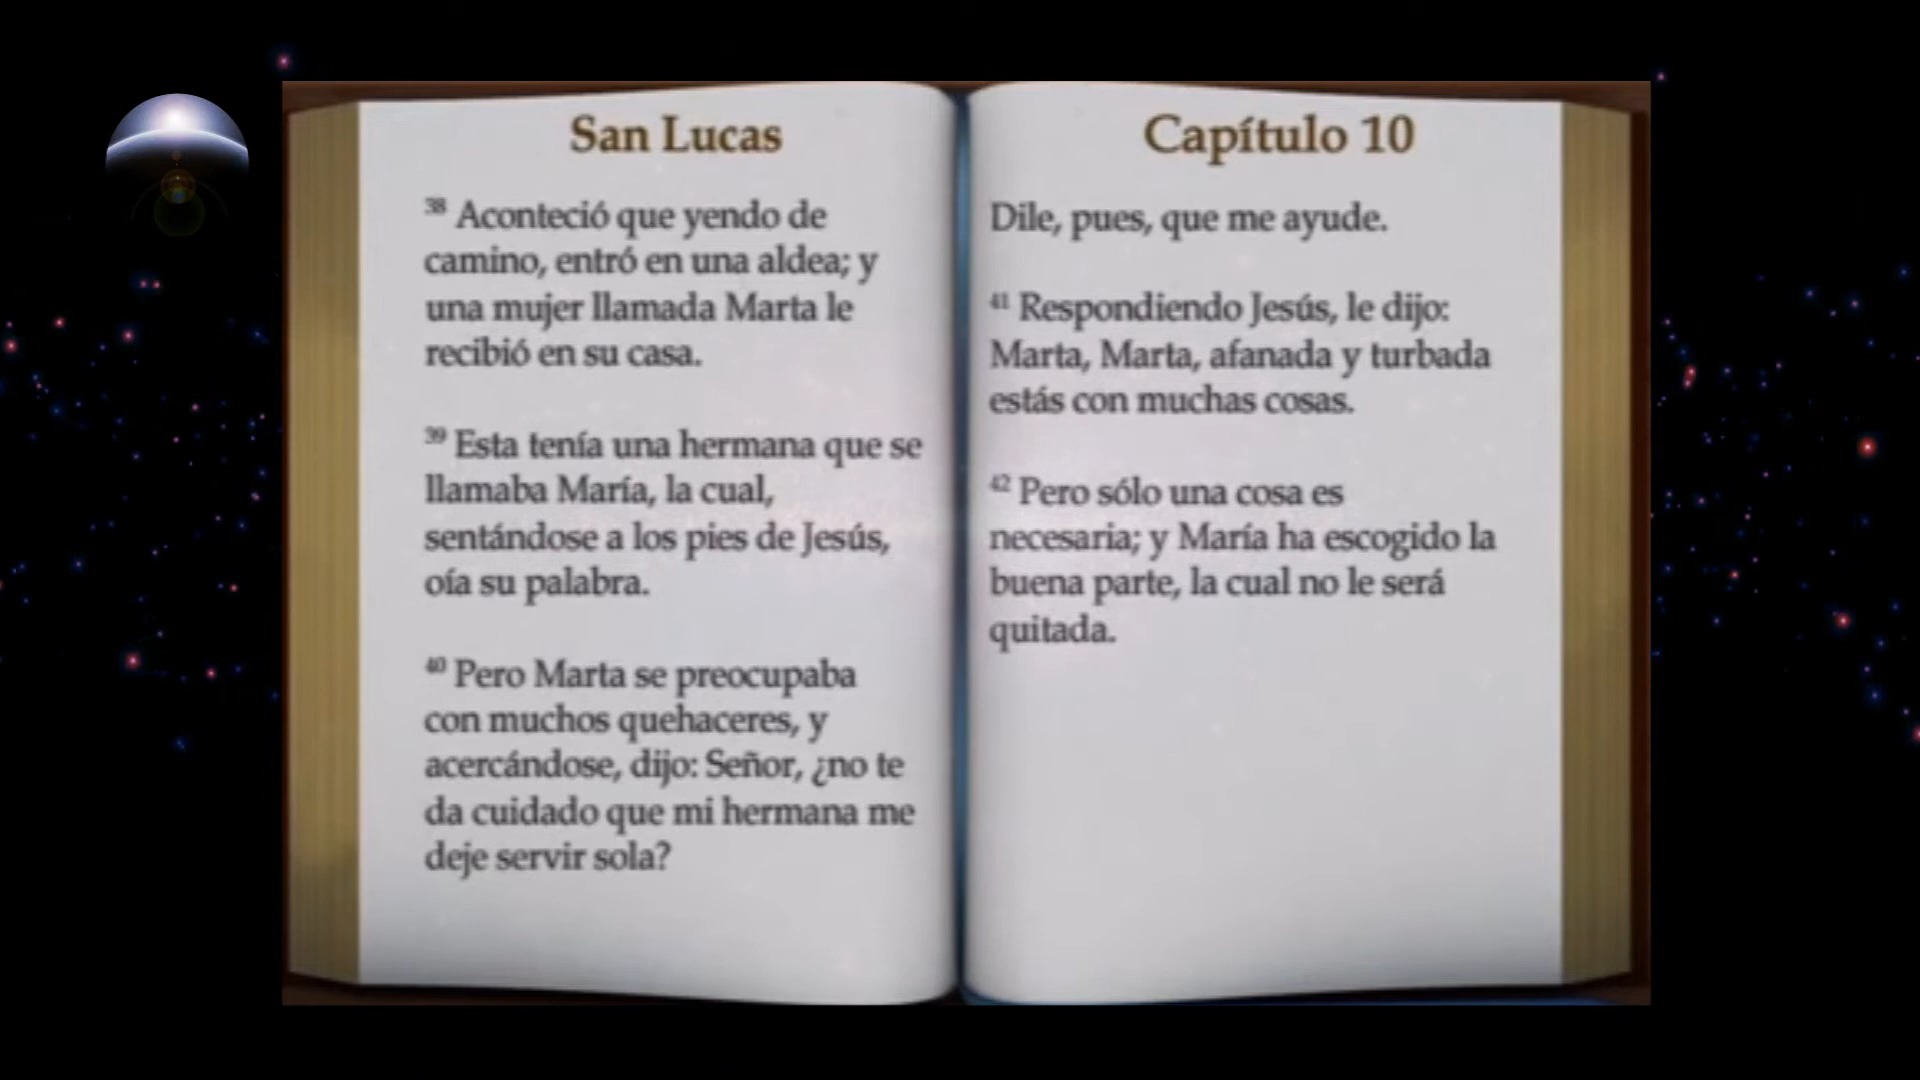 San Lucas
38 Aconteció que yendo de
camino, entró en una aldea; y
una mujer llamada Marta le
recibió en su casa.
39 Esta tenía una hermana que se
llamaba María, la cual,
sentándose a los pies de Jesús,
oía su palabra.
40 Pero Marta se preocupaba
con muchos quehaceres, y
acercándose, dijo: Señor, ¿no te
da cuidado que mi hermana me
deje servir sola?
Capítulo 10
Dile, pues, que me ayude.
41 Respondiendo Jesús, le dijo:
Marta, Marta, afanada y turbada
estás con muchas cosas.
42 Pero sólo una cosa es
necesaria; y María ha escogido la
buena parte, la cual no le será
quitada.